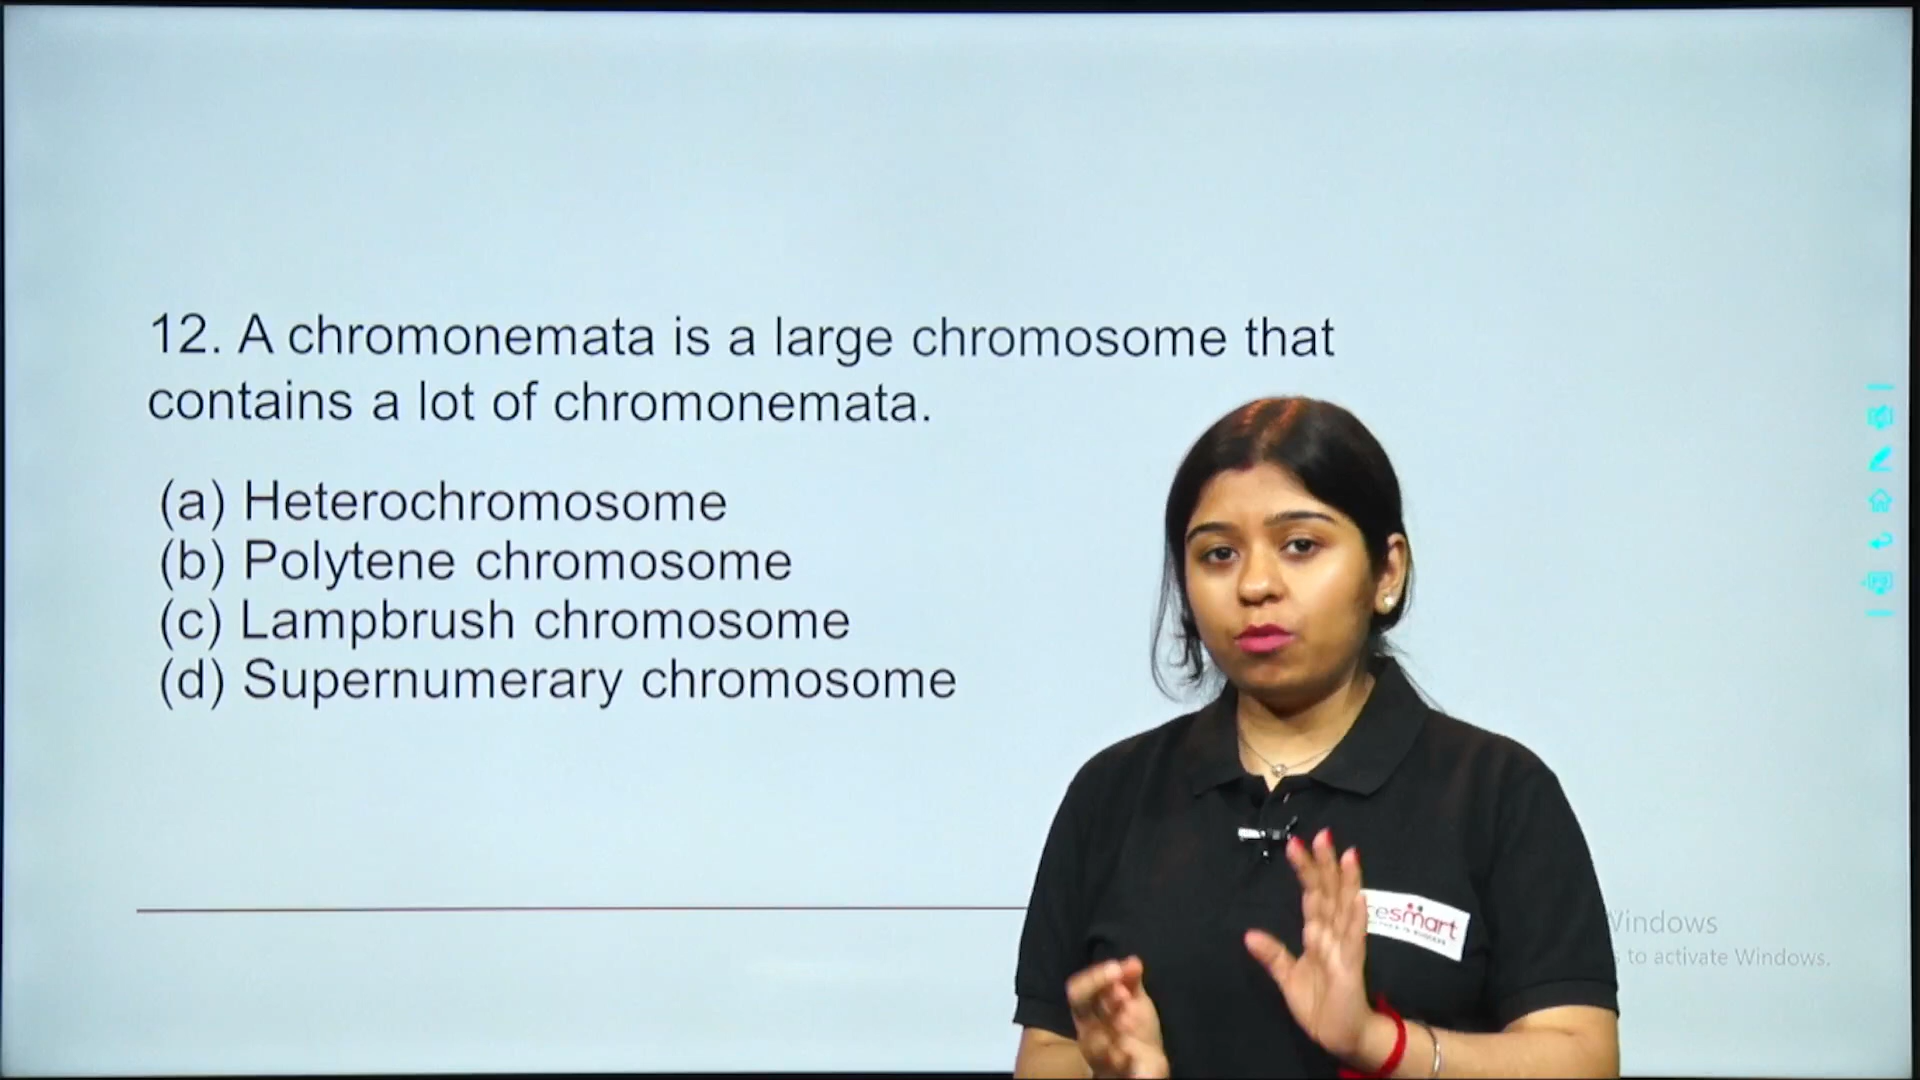 12. A chromonemata is a large chromosome that
contains a lot of chromonemata.
(a) Heterochromosome
(b) Polytene chromosome
(c) Lampbrush chromosome
(d) Supernumerary chromosome
esmart
Windows
to activate Windows.